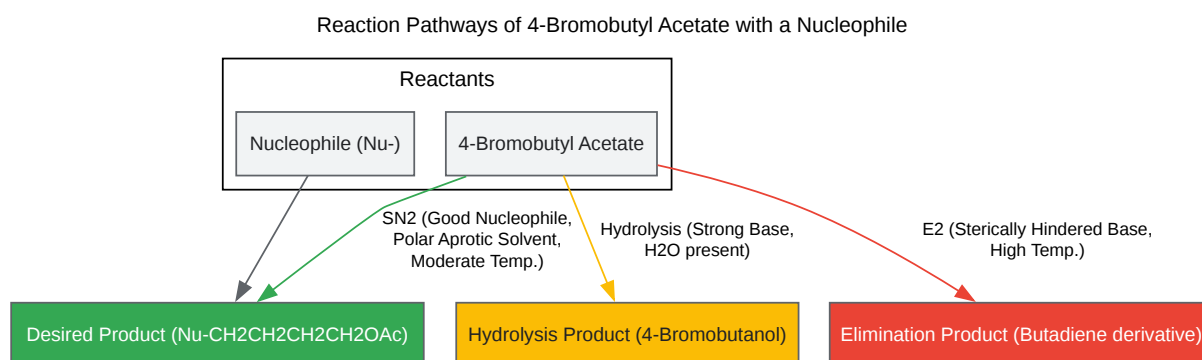 Reaction Pathways of 4-Bromobutyl Acetate with a Nucleophile
Reactants
Nucleophile (Nu-)
4-Bromobutyl Acetate
SN2 (Good Nucleophile,
Polar Aprotic Solvent,
Moderate Temp.)
Hydrolysis (Strong Base,
H2O present)
E2 (Sterically Hindered Base,
High Temp.)
Desired Product (Nu-CH2CH2CH2CH2OAc)
Hydrolysis Product (4-Bromobutanol)
Elimination Product (Butadiene derivative)